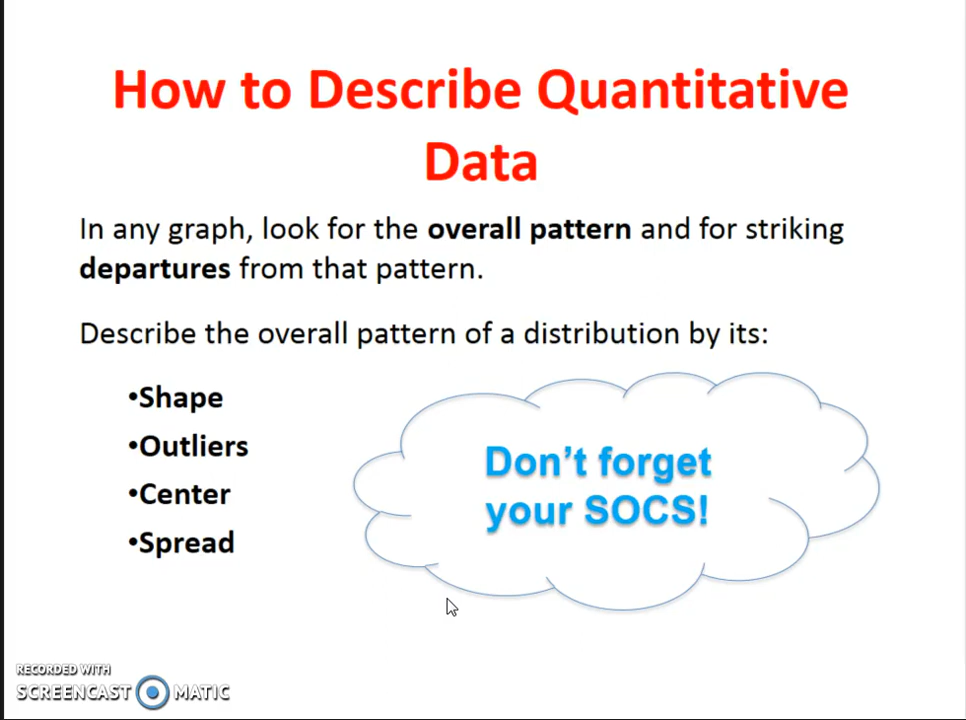 How to Describe Quantitative
Data
In any graph, look for the overall pattern and for striking
departures from that pattern.
Describe the overall pattern of a distribution by its:
•Shape
•Outliers
•Center
•Spread
Don't forget
your SOCS!
RECORDED WITH
SCREENCAST MATIC